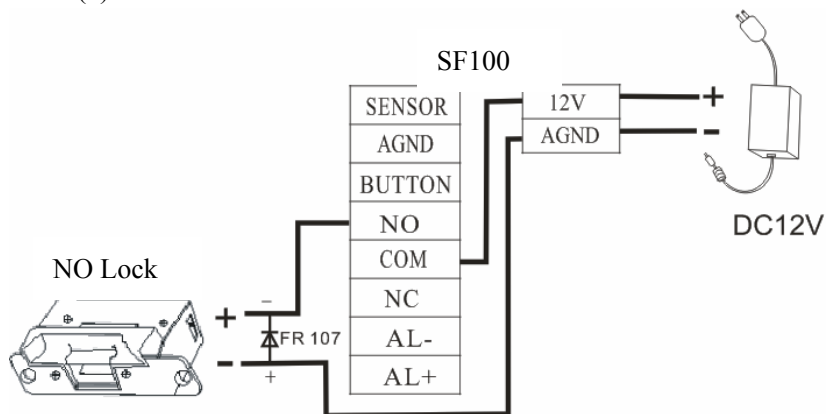 SF100
SENSOR
AGND
BUTTON
NO
COM
NC
AL-
AL+
12V
AGND
+
-
DC12V
NO Lock
+
-
–
FR 107
+